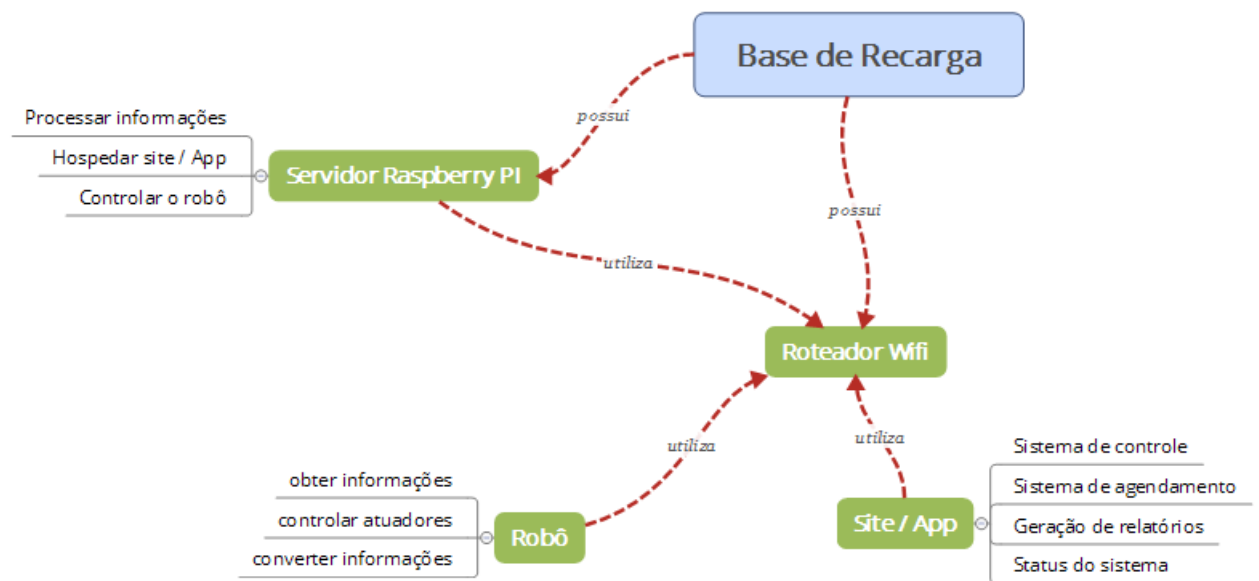 Base de Recarga
possui
possui
Processar informações
Hospedar site / App
Controlar o robô
Servidor Raspberry PI
utiliza
Roteador Wifi
utiliza
utiliza
obter informações
controlar atuadores
converter informações
Robô
Site / App
Sistema de controle
Sistema de agendamento
Geração de relatórios
Status do sistema